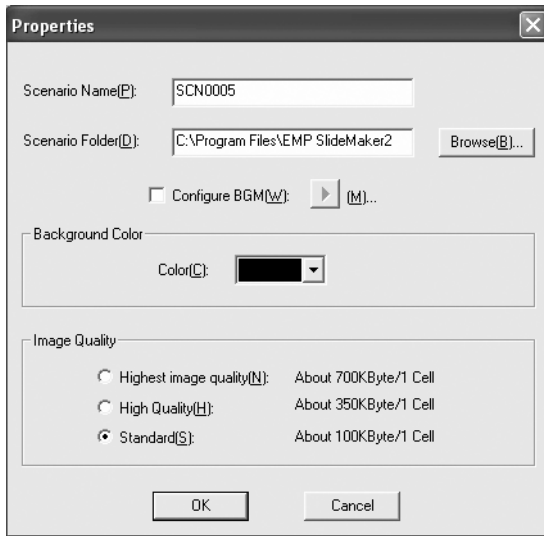 Properties
Scenario Name(P): SCN0005
Scenario Folder(D): C:\Program Files\EMP SlideMaker2 Browse(B)...
Configure BGM(W): (M)...
Background Color
Color(C):
Image Quality
Highest image quality(N): About 700KByte/1 Cell
High Quality(H): About 350KByte/1 Cell
Standard(S): About 100KByte/1 Cell
OK Cancel